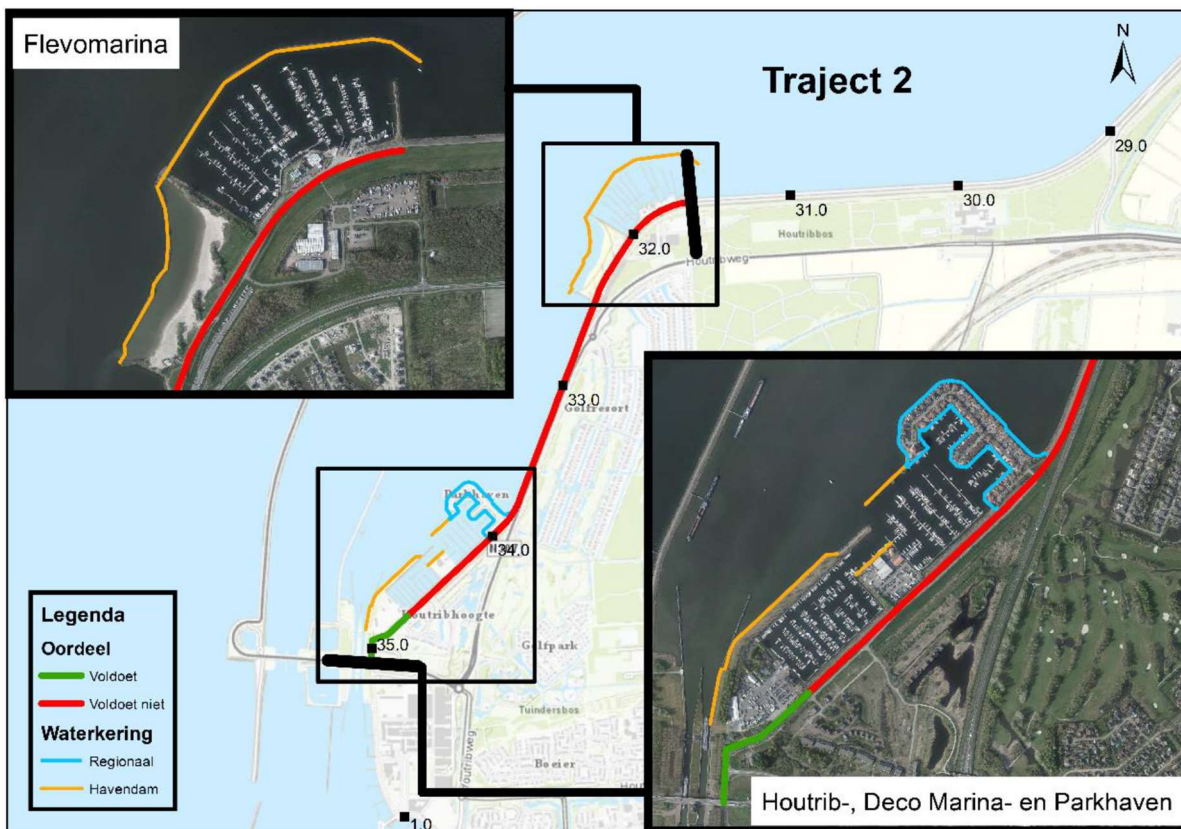 Flevomarina
Traject 2
N
29.0
30.0
31.0
Houtribbos
32.0
Houtribweg
33.0
Golfresort
Parkhaven
34.0
Houtribhoogte
35.0
Golfpark
Tuindersbos
Houtribweg
Boeier
1.0
Legenda
Oordeel
Voldoet
Voldoet niet
Waterkering
Regionaal
Havendam
Houtrib-, Deco Marina- en Parkhaven